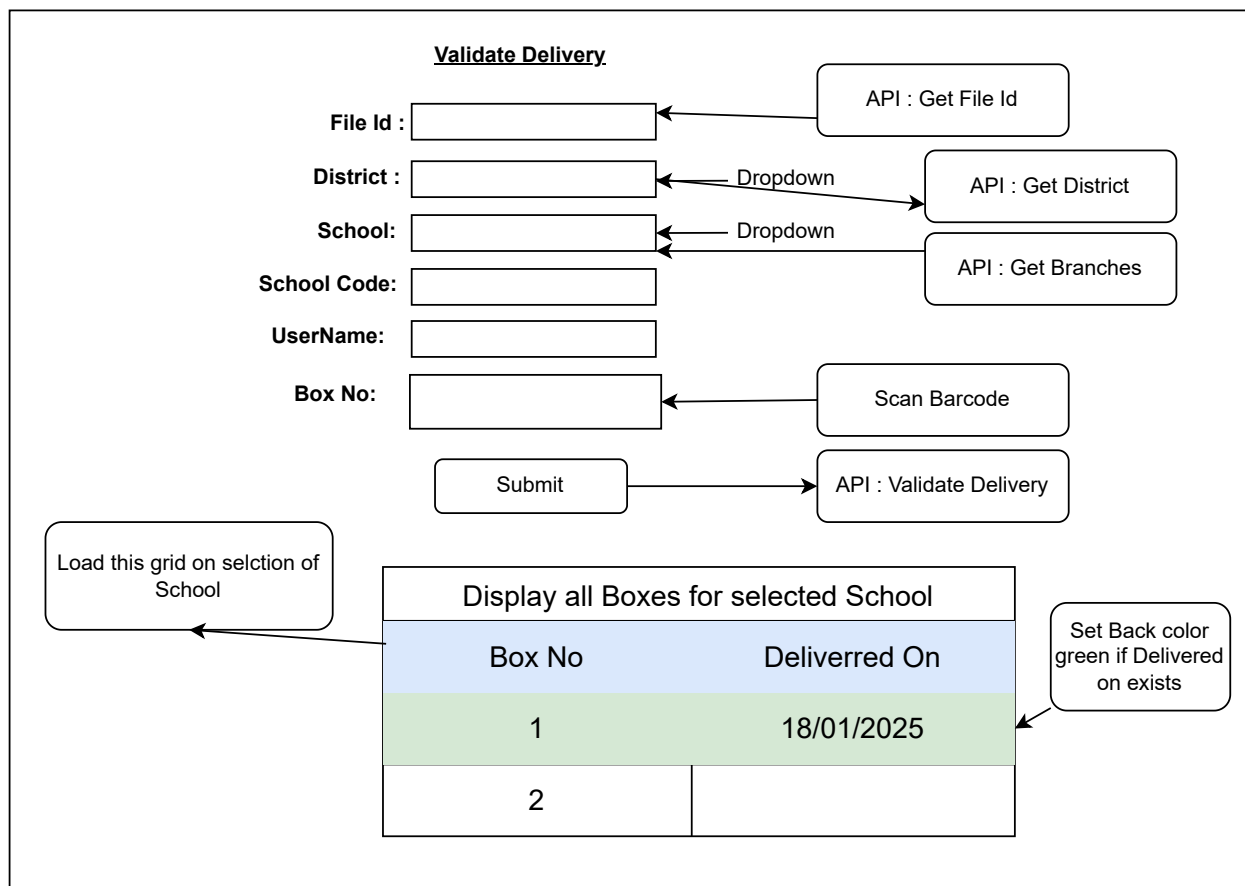 Validate Delivery
API : Get File Id
File Id :
District :
Dropdown
API : Get District
School:
Dropdown
API : Get Branches
School Code:
UserName:
Box No:
Scan Barcode
Submit
API : Validate Delivery
Load this grid on selction of
School
Display all Boxes for selected School
Box No
Deliverred On
Set Back color
green if Delivered
on exists
1
18/01/2025
2